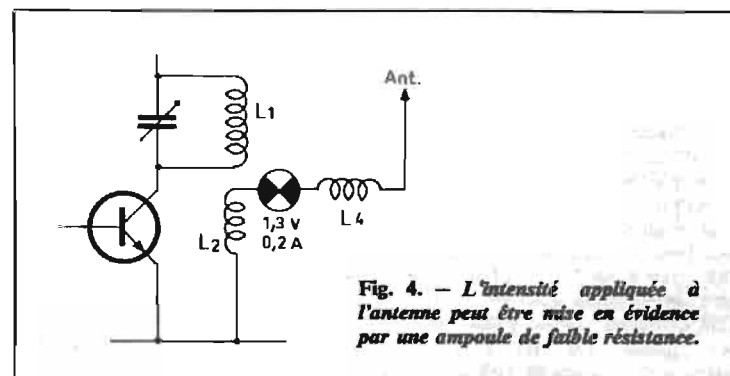 Ant.
L1
1,3 V
0,2 A
L2
L4
Fig. 4. — L'intensité appliquée à
l'antenne peut être mise en évidence
par une ampoule de faible résistance.